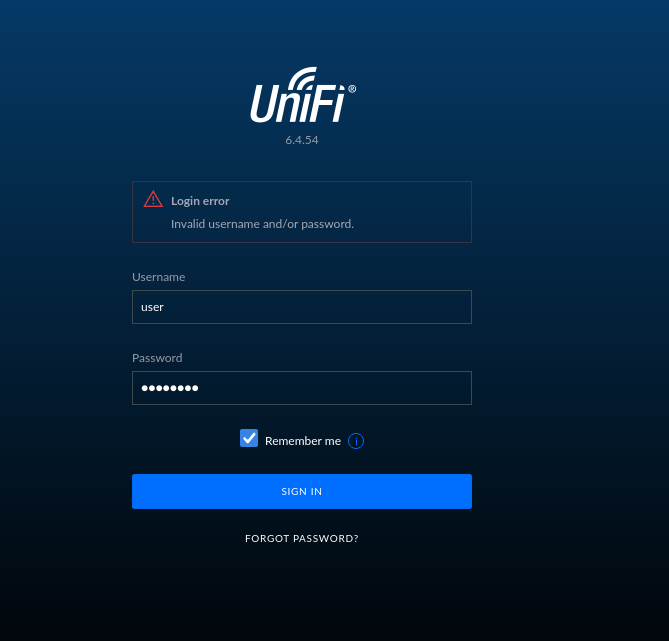 UniFi®
6.4.54
Login error
Invalid username and/or password.
Username
user
Password
●●●●●●●●
Remember me
SIGN IN
FORGOT PASSWORD?